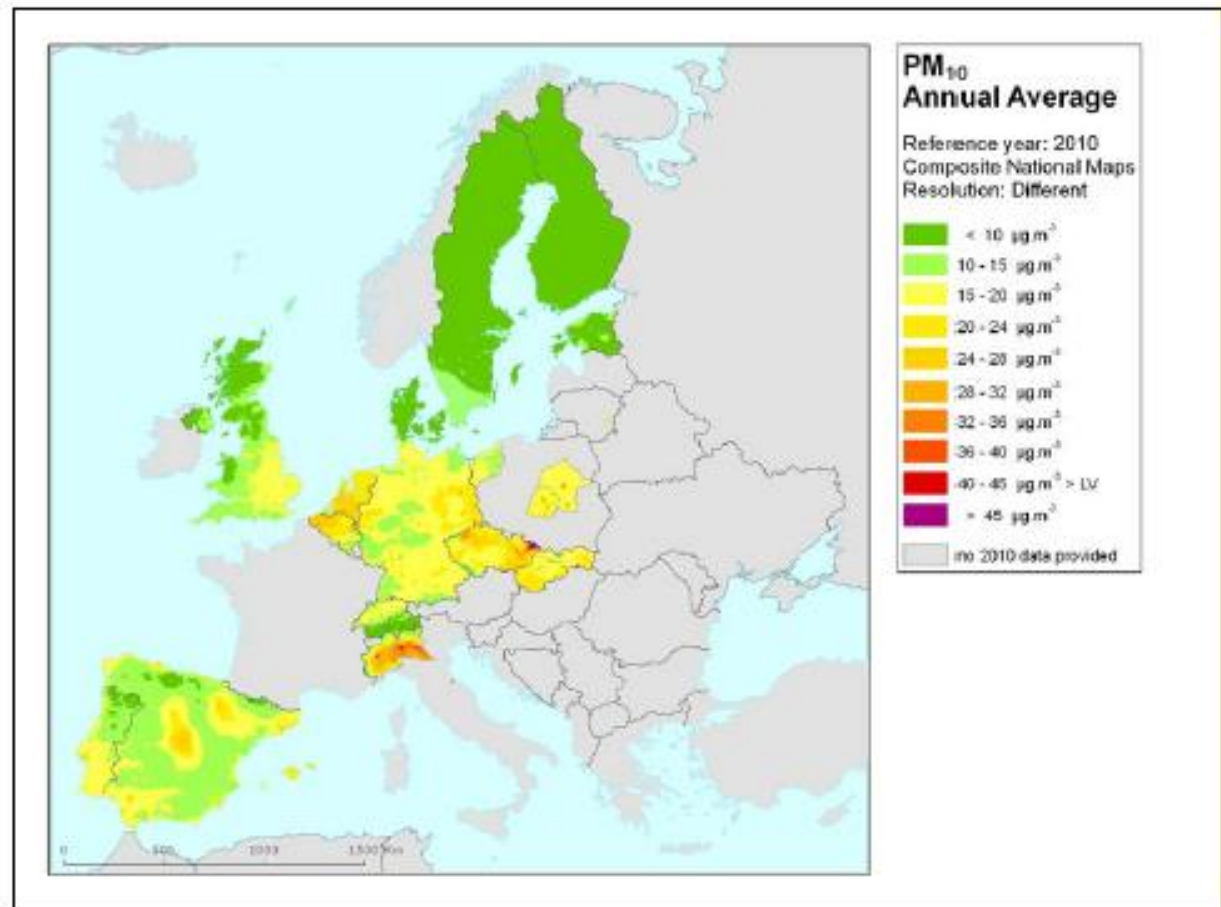 PM₁₀
Annual Average
Reference year: 2010
Composite National Maps
Resolution: Different
< 10 µg.m⁻³
10 - 15 µg.m⁻³
15 - 20 µg.m⁻³
20 - 24 µg.m⁻³
24 - 28 µg.m⁻³
28 - 32 µg.m⁻³
32 - 36 µg.m⁻³
36 - 40 µg.m⁻³
40 - 45 µg.m⁻³ > LV
> 45 µg.m⁻³
no 2010 data provided
0 500 1000 1500 Km